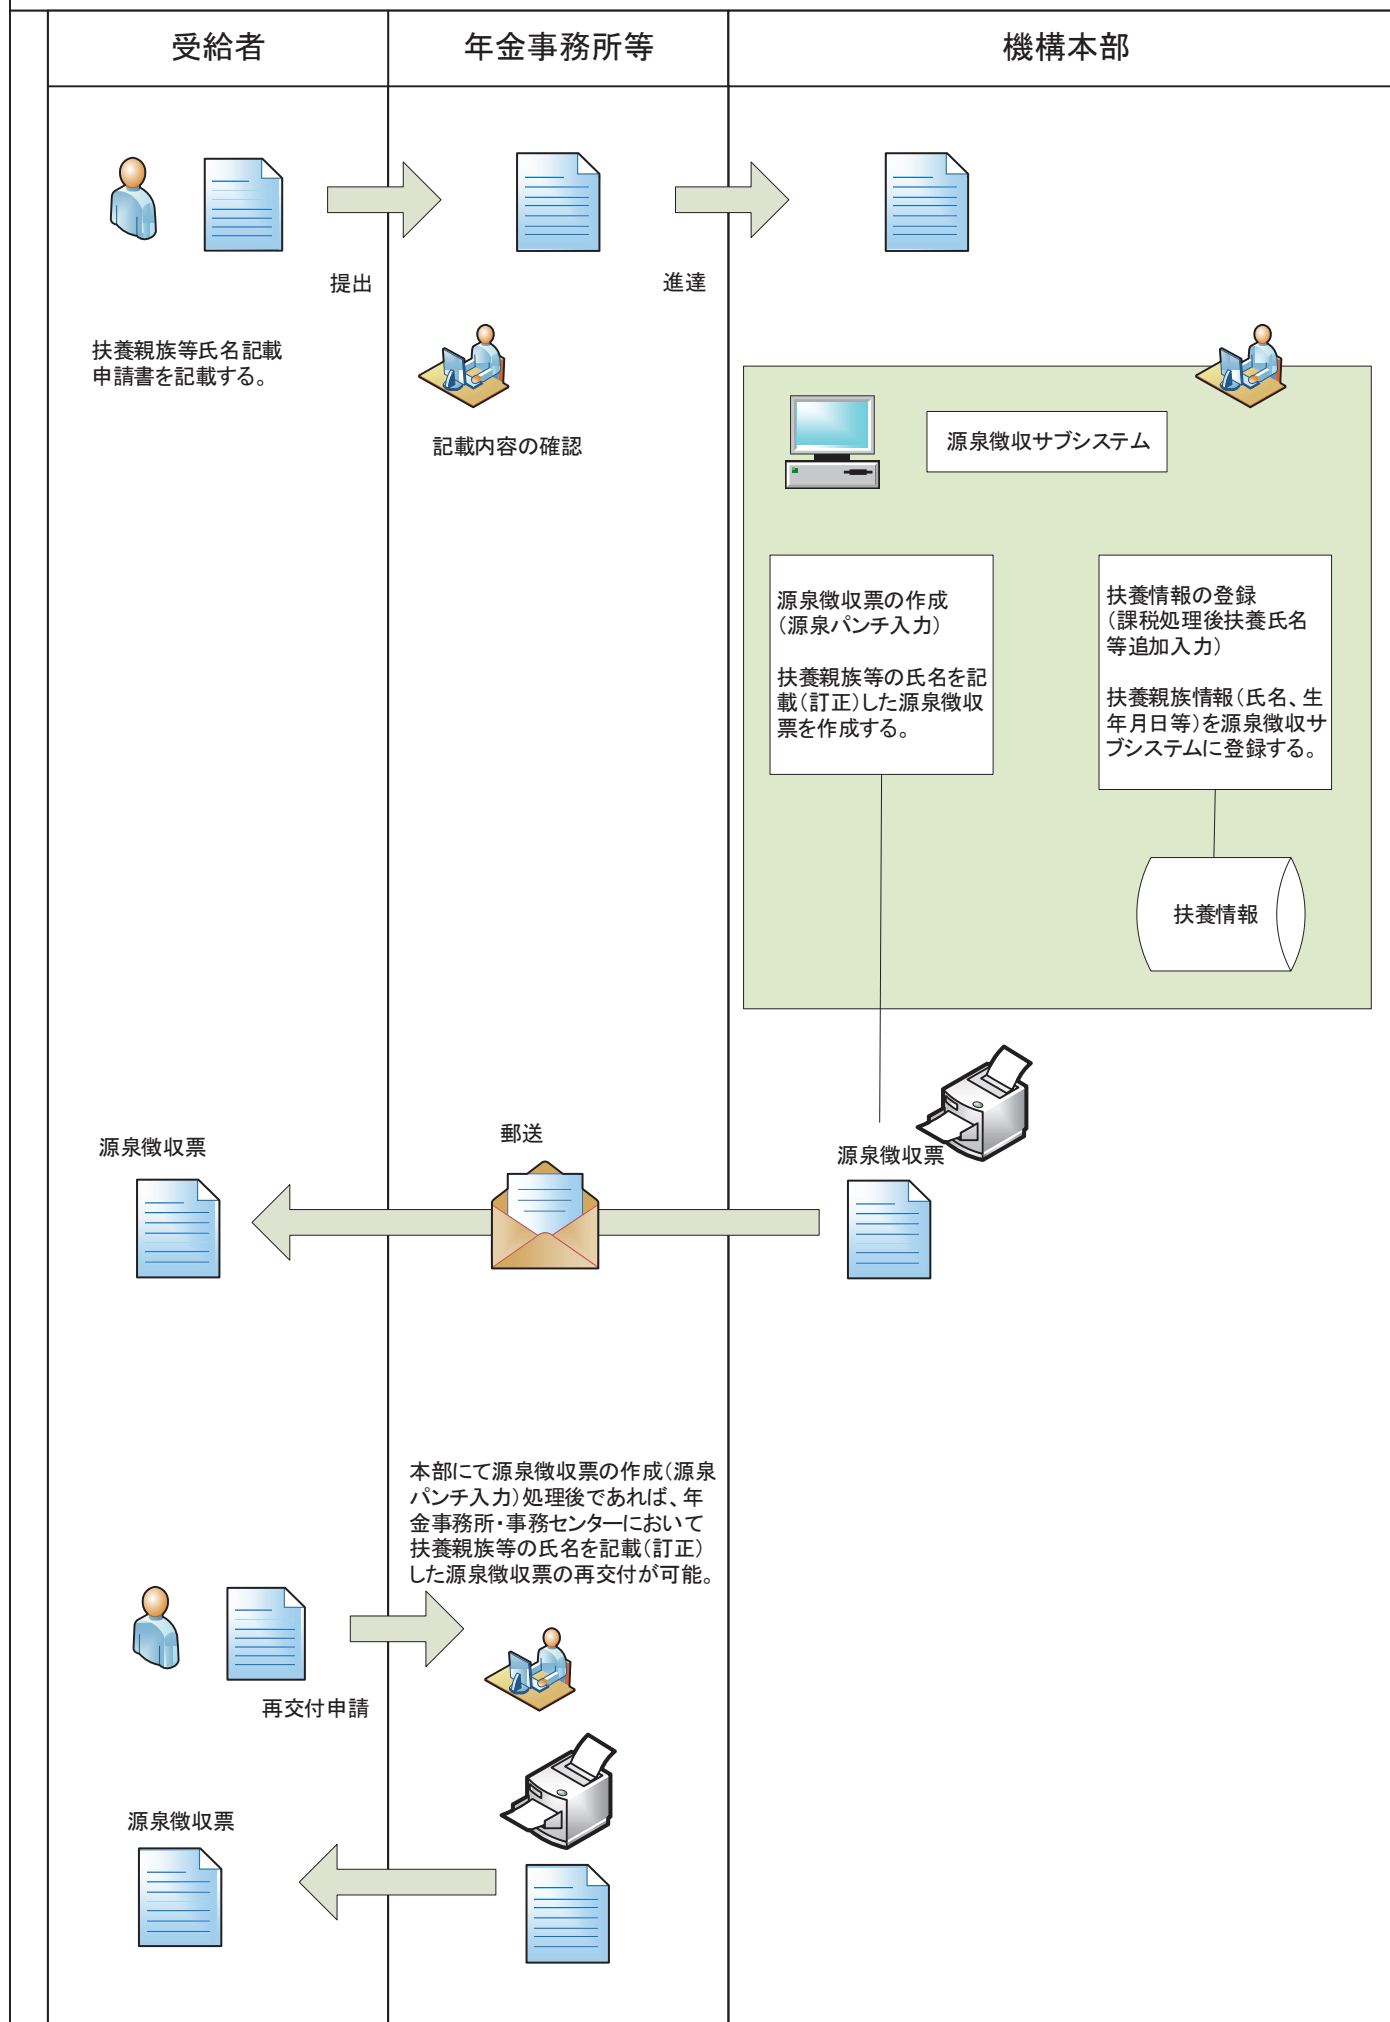 受給者
年金事務所等
機構本部
提出
進達
扶養親族等氏名記載
申請書を記載する。
記載内容の確認
源泉徴収サブシステム
源泉徴収票の作成
（源泉パンチ入力）
扶養親族等の氏名を記
載（訂正）した源泉徴収
票を作成する。
扶養情報の登録
（課税処理後扶養氏名
等追加入力）
扶養親族情報（氏名、生
年月日等）を源泉徴収サ
ブシステムに登録する。
扶養情報
源泉徴収票
郵送
源泉徴収票
本部にて源泉徴収票の作成（源泉
パンチ入力）処理後であれば、年
金事務所・事務センターにおいて
扶養親族等の氏名を記載（訂正）
した源泉徴収票の再交付が可能。
再交付申請
源泉徴収票